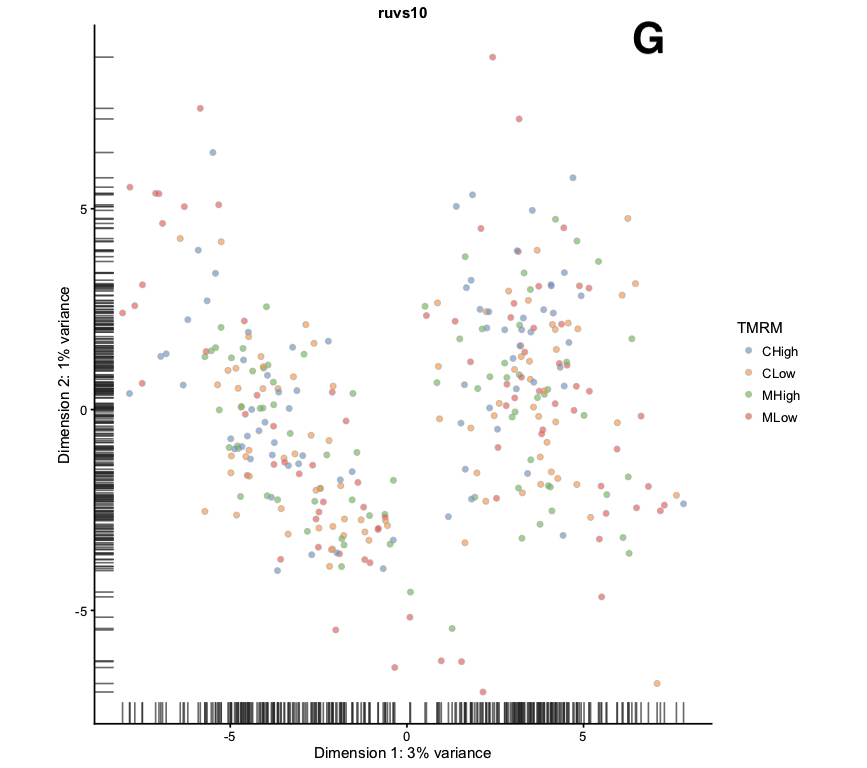 ruvs10
G
5
0
-5
Dimension 2: 1% variance
-5
0
5
Dimension 1: 3% variance
TMRM
CHigh
CLow
MHigh
MLow